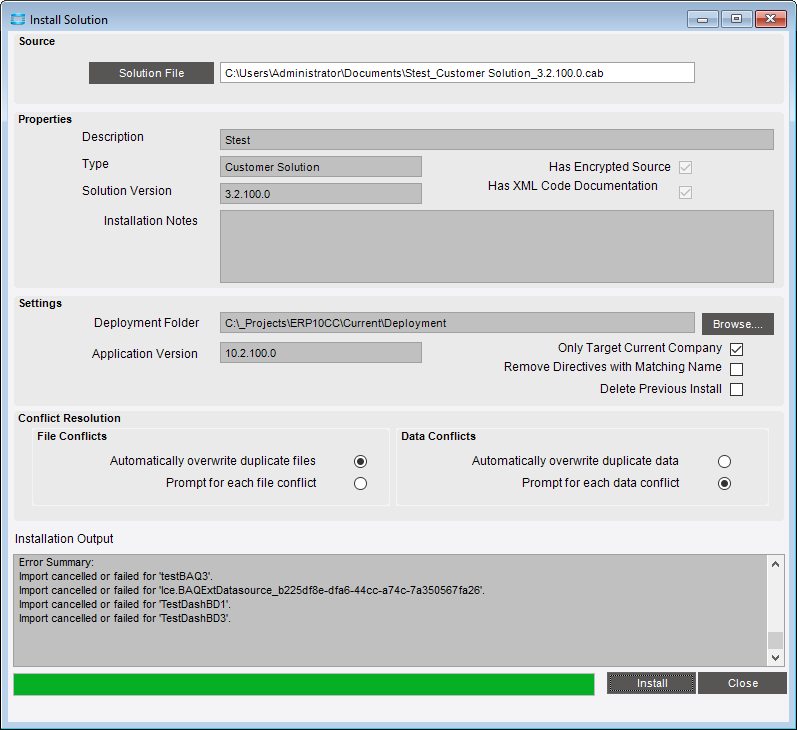 Install Solution
Source
Solution File
C:\Users\Administrator\Documents\Stest_Customer Solution_3.2.100.0.cab
Properties
Description
Stest
Type
Customer Solution
Has Encrypted Source
Solution Version
3.2.100.0
Has XML Code Documentation
Installation Notes
Settings
Deployment Folder
C:\_Projects\ERP10CC\Current\Deployment
Browse....
Application Version
10.2.100.0
Only Target Current Company
Remove Directives with Matching Name
Delete Previous Install
Conflict Resolution
File Conflicts
Automatically overwrite duplicate files
Prompt for each file conflict
Data Conflicts
Automatically overwrite duplicate data
Prompt for each data conflict
Installation Output
Error Summary:
Import cancelled or failed for 'testBAQ3'.
Import cancelled or failed for 'Ice.BAQExtDatasource_b225df8e-dfa6-44cc-a74c-7a350567fa26'.
Import cancelled or failed for 'TestDashBD1'.
Import cancelled or failed for 'TestDashBD3'.
Install
Close